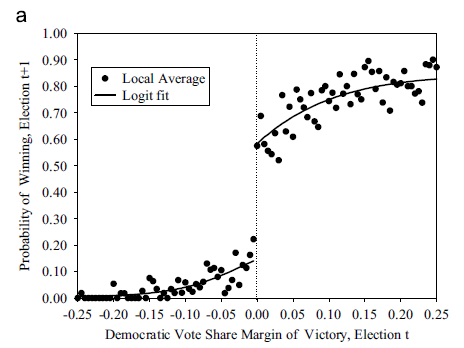 a
1.00
0.90
0.80
0.70
0.60
0.50
0.40
0.30
0.20
0.10
0.00
Probability of Winning, Election t+1
Local Average
Logit fit
-0.25 -0.20 -0.15 -0.10 -0.05 0.00 0.05 0.10 0.15 0.20 0.25
Democratic Vote Share Margin of Victory, Election t